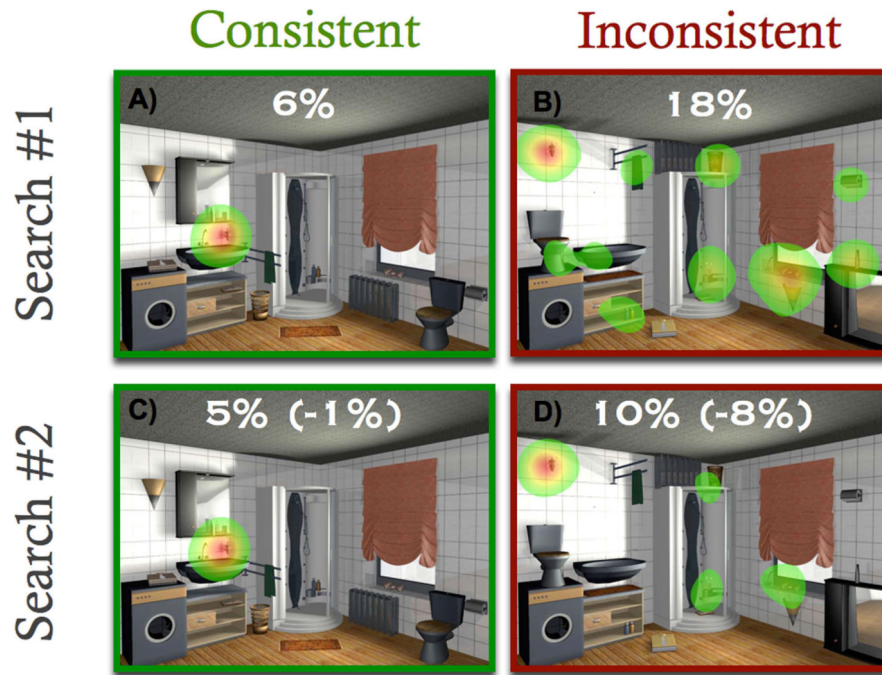 Consistent
Inconsistent
Search #1
A)
6%
B)
18%
Search #2
C)
5% (-1%)
D)
10% (-8%)